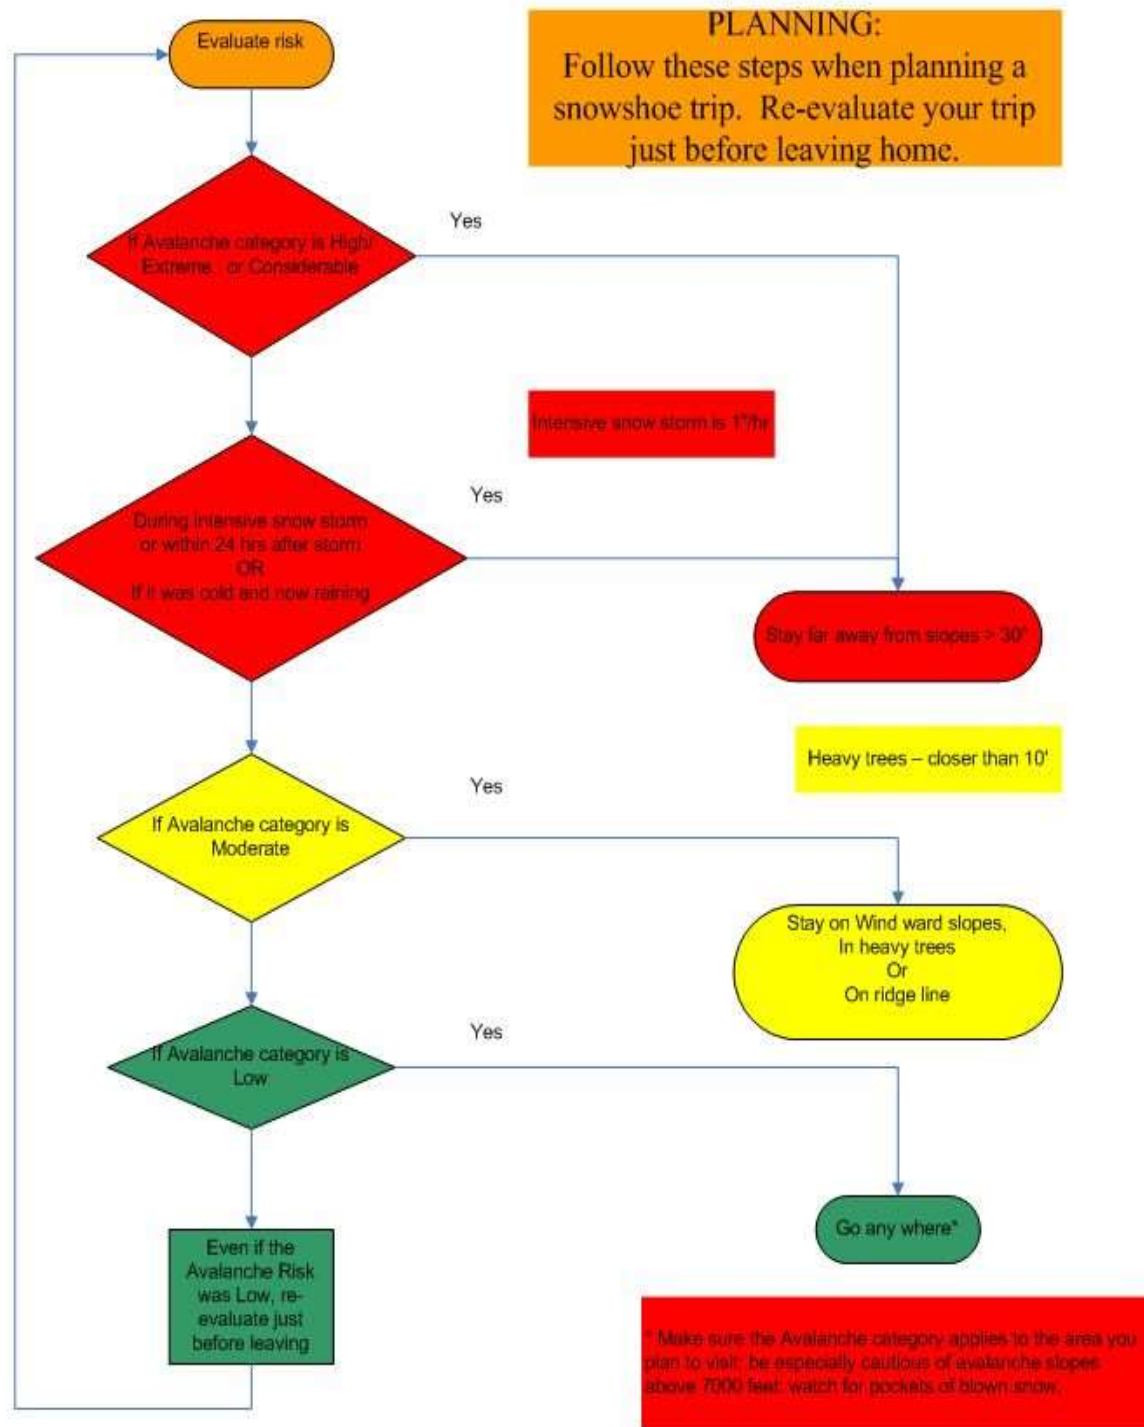 Evaluate risk
PLANNING:
Follow these steps when planning a
snowshoe trip. Re-evaluate your trip
just before leaving home.
Yes
If Avalanche category is High/
Extreme. or Considerable
Intensive snow storm is 1"/hr
Yes
During intensive snow storm
or within 24 hrs after storm
OR
If it was cold and now raining
Stay far away from slopes > 30°
Heavy trees – closer than 10'
Yes
If Avalanche category is
Moderate
Stay on Wind ward slopes,
In heavy trees
Or
On ridge line
Yes
If Avalanche category is
Low
Go any where*
Even if the
Avalanche Risk
was Low, re-
evaluate just
before leaving
* Make sure the Avalanche category applies to the area you
plan to visit; be especially cautious of avalanche slopes
above 7000 feet; watch for pockets of blown snow.